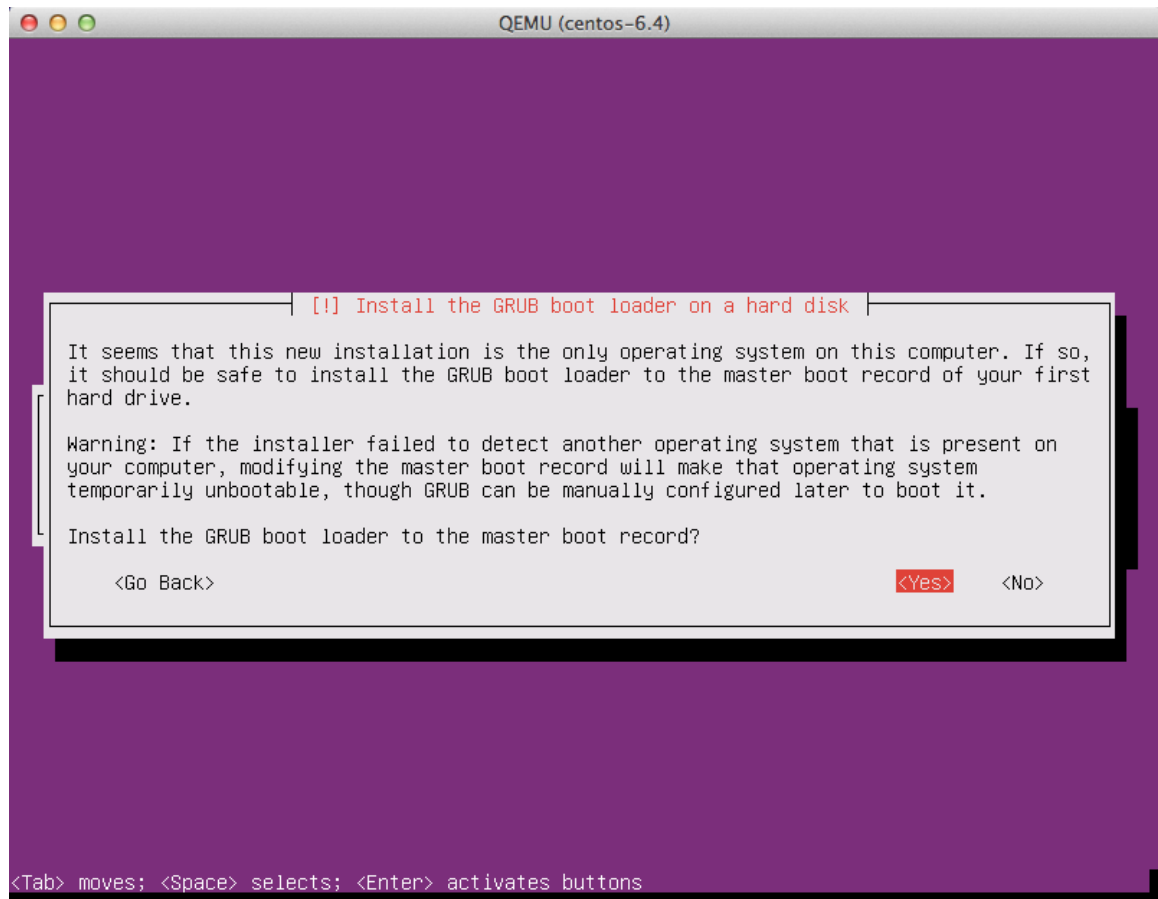 QEMU (centos-6.4)
[!] Install the GRUB boot loader on a hard disk
It seems that this new installation is the only operating system on this computer. If so,
it should be safe to install the GRUB boot loader to the master boot record of your first
hard drive.
Warning: If the installer failed to detect another operating system that is present on
your computer, modifying the master boot record will make that operating system
temporarily unbootable, though GRUB can be manually configured later to boot it.
Install the GRUB boot loader to the master boot record?
<Go Back> <Yes> <No>
<Tab> moves; <Space> selects; <Enter> activates buttons